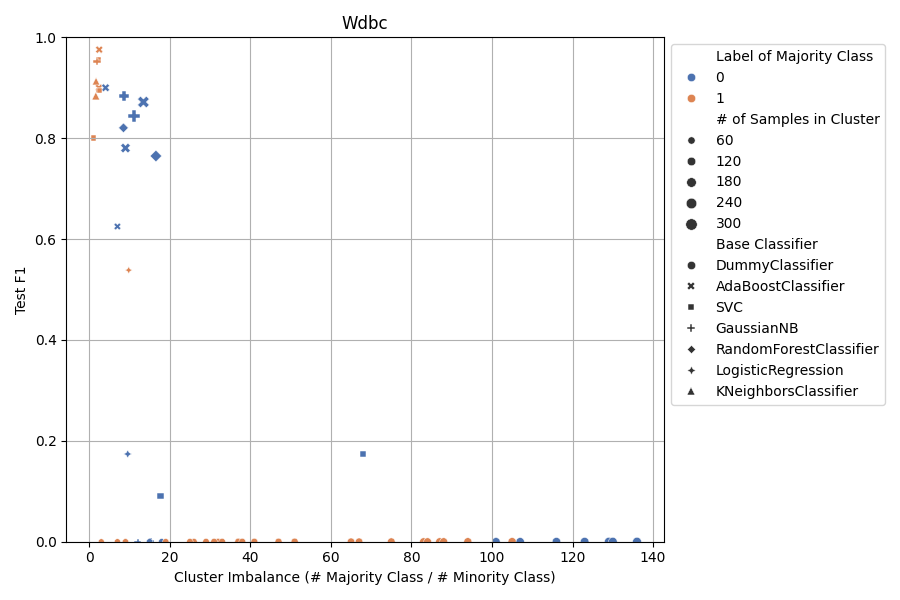 Wdbc
1.0
0.8
0.6
0.4
0.2
0.0
Test F1
0 20 40 60 80 100 120 140
Cluster Imbalance (# Majority Class / # Minority Class)
Label of Majority Class
0
1
# of Samples in Cluster
60
120
180
240
300
Base Classifier
DummyClassifier
AdaBoostClassifier
SVC
GaussianNB
RandomForestClassifier
LogisticRegression
KNeighborsClassifier